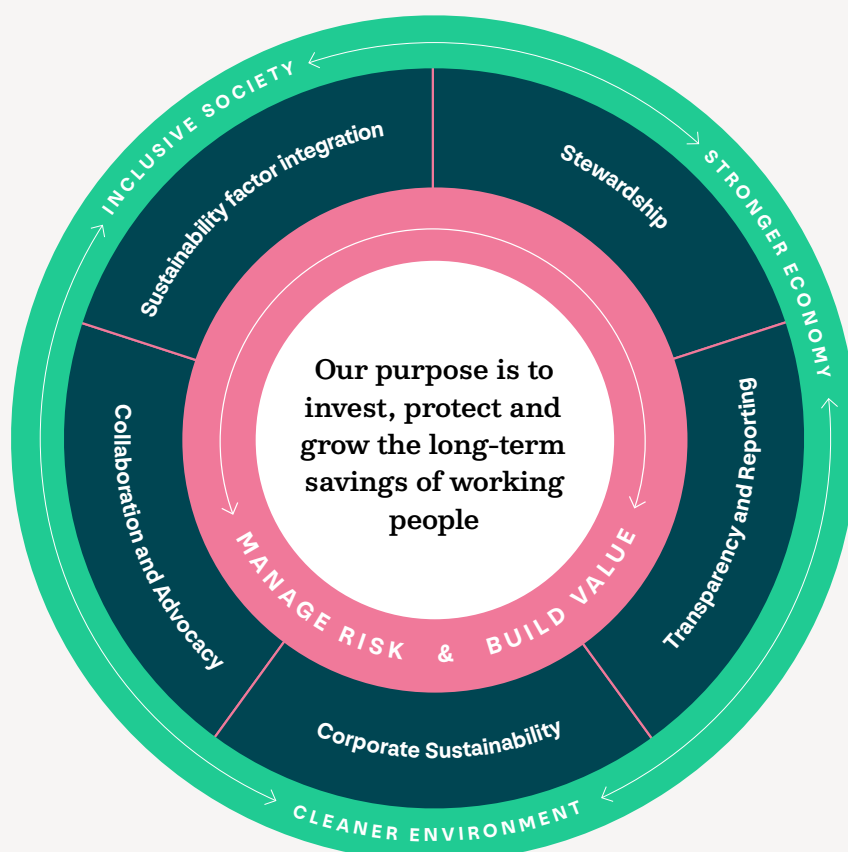 INCLUSIVE SOCIETY
STRONGER ECONOMY
CLEANER ENVIRONMENT
Sustainability factor integration
Stewardship
Transparency and Reporting
Corporate Sustainability
Collaboration and Advocacy
MANAGE RISK & BUILD VALUE
Our purpose is to
invest, protect and
grow the long-term
savings of working
people